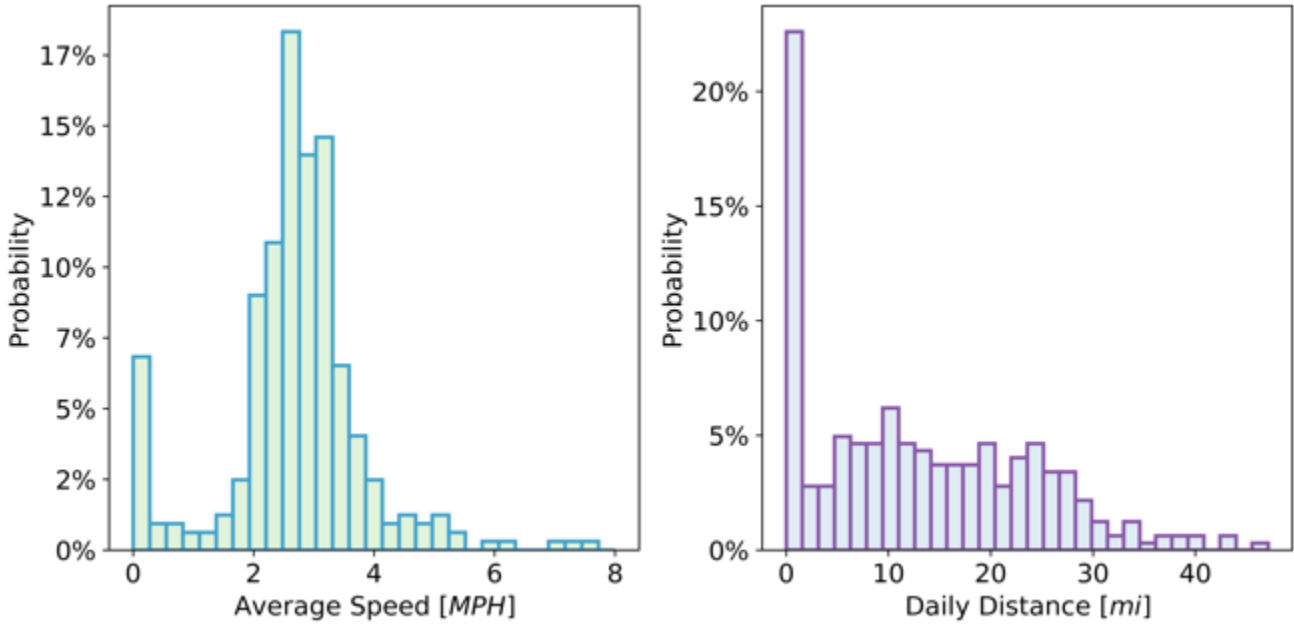 17%
15%
12%
10%
7%
5%
2%
0%
Probability
0 2 4 6 8
Average Speed [MPH]
20%
15%
10%
5%
0%
Probability
0 10 20 30 40
Daily Distance [mi]